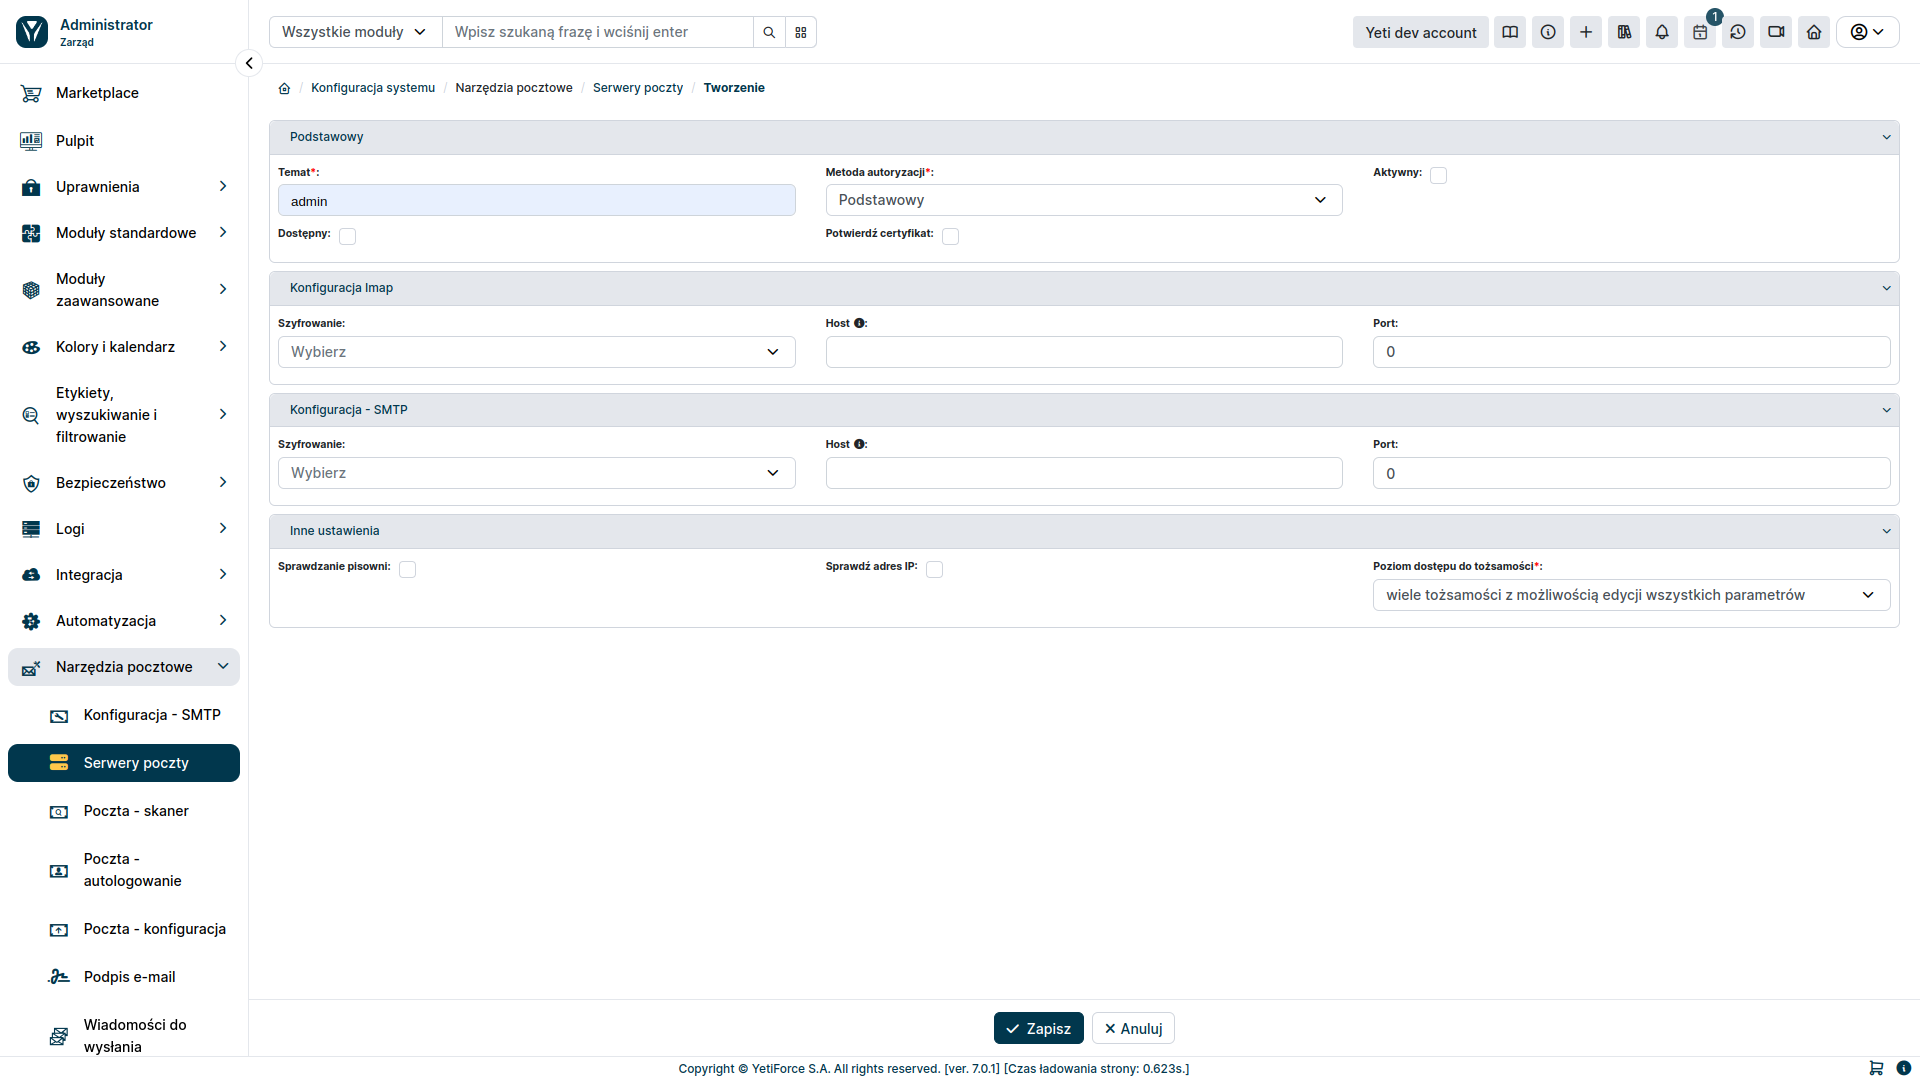 Administrator
Zarząd
Wszystkie moduły
Wpisz szukaną frazę i wciśnij enter
Yeti dev account
1
Marketplace
Pulpit
Uprawnienia
Moduły standardowe
Moduły
zaawansowane
Kolory i kalendarz
Etykiety,
wyszukiwanie i
filtrowanie
Bezpieczeństwo
Logi
Integracja
Automatyzacja
Narzędzia pocztowe
Konfiguracja - SMTP
Serwery poczty
Poczta - skaner
Poczta -
autologowanie
Poczta - konfiguracja
Podpis e-mail
Wiadomości do
wysłania
/ Konfiguracja systemu / Narzędzia pocztowe / Serwery poczty / Tworzenie
Podstawowy
Temat*:
admin
Metoda autoryzacji*:
Podstawowy
Aktywny:
Dostępny:
Potwierdź certyfikat:
Konfiguracja Imap
Szyfrowanie:
Wybierz
Host :
Port:
0
Konfiguracja - SMTP
Szyfrowanie:
Wybierz
Host :
Port:
0
Inne ustawienia
Sprawdzanie pisowni:
Sprawdź adres IP:
Poziom dostępu do tożsamości*:
wiele tożsamości z możliwością edycji wszystkich parametrów
Zapisz
Anuluj
Copyright © YetiForce S.A. All rights reserved. [ver. 7.0.1] [Czas ładowania strony: 0.623s.]